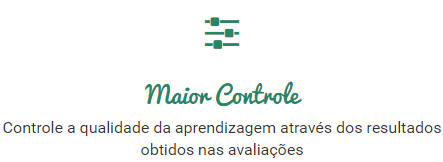 Maior Controle
Controle a qualidade da aprendizagem através dos resultados
obtidos nas avaliações